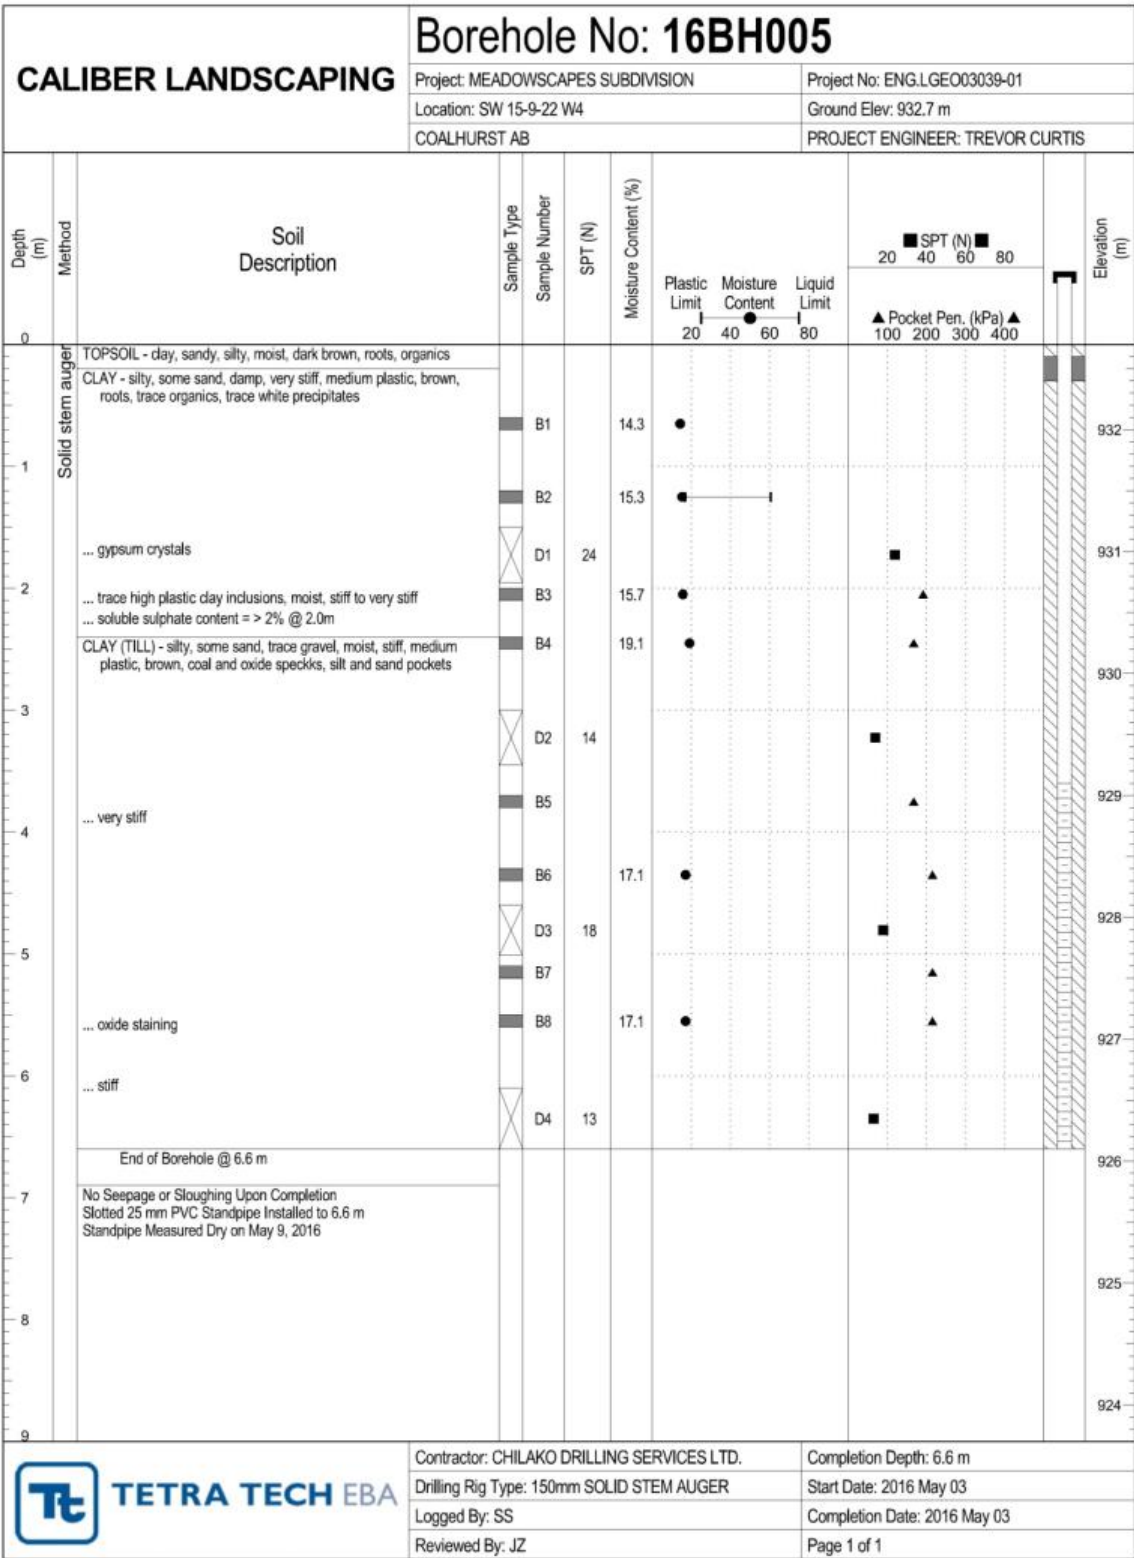 CALIBER LANDSCAPING
Borehole No: 16BH005
Project: MEADOWSCAPES SUBDIVISION
Project No: ENG.LGEO03039-01
Location: SW 15-9-22 W4
Ground Elev: 932.7 m
COALHURST AB
PROJECT ENGINEER: TREVOR CURTIS
Depth
(m)
Method
Soil
Description
Sample Type
Sample Number
SPT (N)
Moisture Content (%)
Plastic
Limit
Moisture
Content
Liquid
Limit
20 40 60 80
■ SPT (N) ■
20 40 60 80
▲ Pocket Pen. (kPa) ▲
100 200 300 400
Elevation
(m)
0
Solid stem auger
TOPSOIL - clay, sandy, silty, moist, dark brown, roots, organics
CLAY - silty, some sand, damp, very stiff, medium plastic, brown,
roots, trace organics, trace white precipitates
B1 14.3
932
1
B2 15.3
... gypsum crystals
D1 24
931
2
... trace high plastic clay inclusions, moist, stiff to very stiff
B3 15.7
... soluble sulphate content = > 2% @ 2.0m
CLAY (TILL) - silty, some sand, trace gravel, moist, stiff, medium
plastic, brown, coal and oxide speckks, silt and sand pockets
B4 19.1
930
3
D2 14
929
B5
... very stiff
4
B6 17.1
928
D3 18
5
B7
... oxide staining
B8 17.1
927
6
... stiff
D4 13
End of Borehole @ 6.6 m
926
7
No Seepage or Sloughing Upon Completion
Slotted 25 mm PVC Standpipe Installed to 6.6 m
Standpipe Measured Dry on May 9, 2016
925
8
924
9
Tt
TETRA TECH EBA
Contractor: CHILAKO DRILLING SERVICES LTD.
Completion Depth: 6.6 m
Drilling Rig Type: 150mm SOLID STEM AUGER
Start Date: 2016 May 03
Logged By: SS
Completion Date: 2016 May 03
Reviewed By: JZ
Page 1 of 1